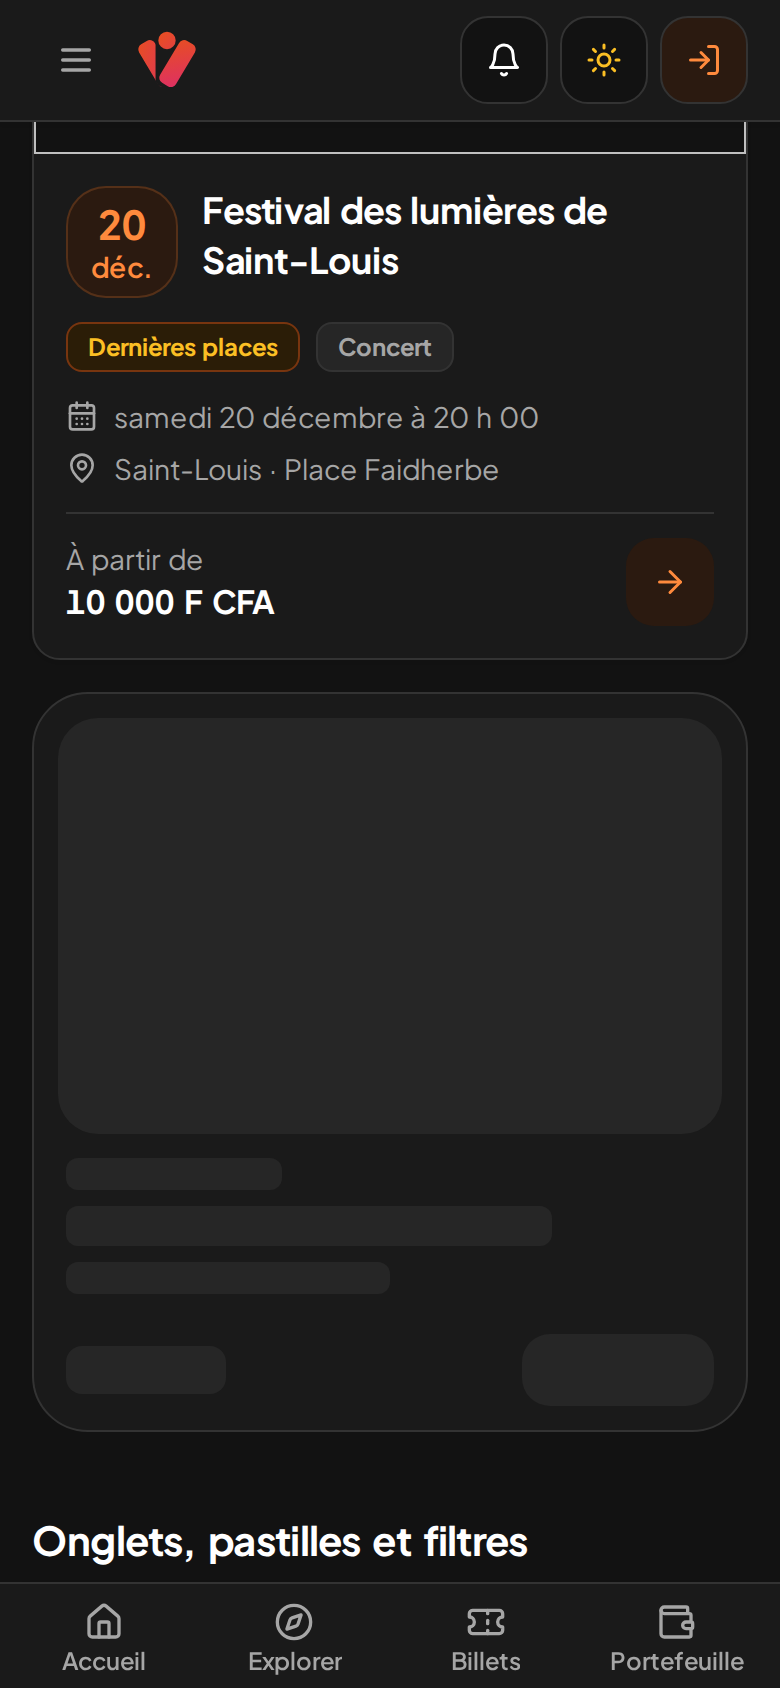 20
déc.
Festival des lumières de
Saint-Louis
Dernières places
Concert
samedi 20 décembre à 20 h 00
Saint-Louis · Place Faidherbe
À partir de
10 000 F CFA
Onglets, pastilles et filtres
Accueil
Explorer
Billets
Portefeuille